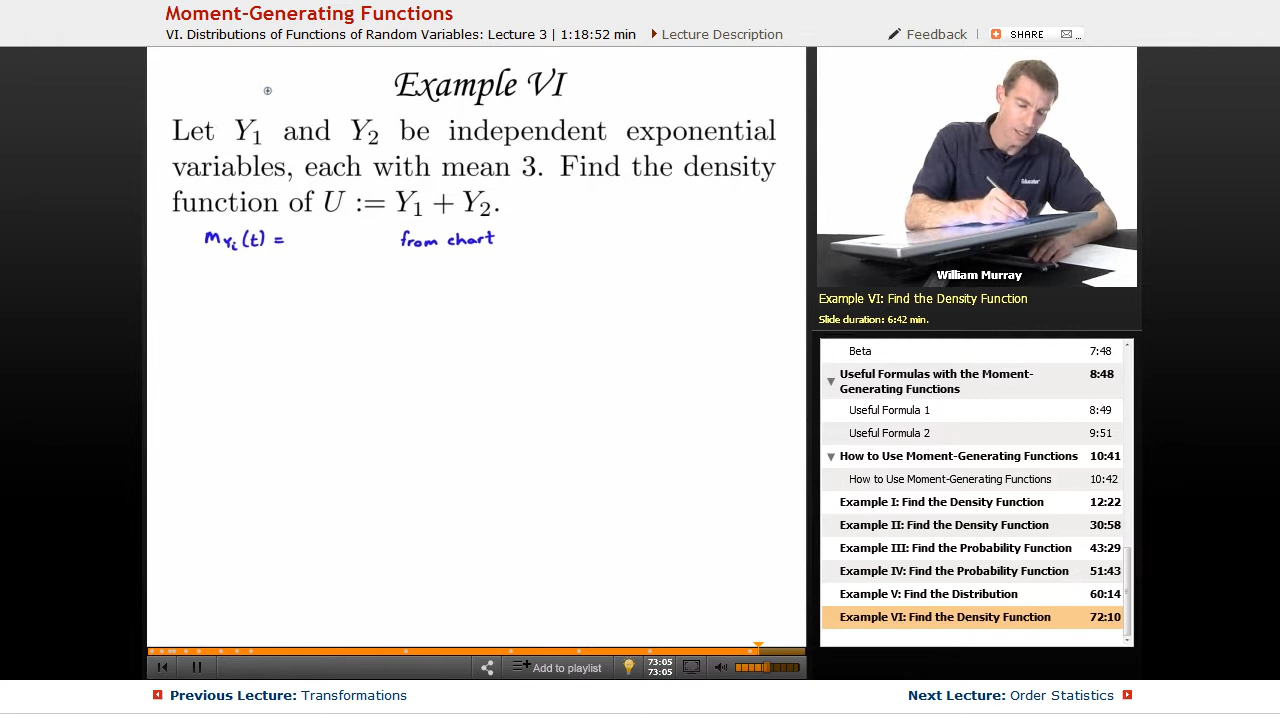 Moment-Generating Functions
VI. Distributions of Functions of Random Variables: Lecture 3 | 1:18:52 min
Lecture Description
Feedback
SHARE
Example VI
Let Y₁ and Y₂ be independent exponential
variables, each with mean 3. Find the density
function of U := Y₁ + Y₂.
m_{Yᵢ}(t) = from chart
Educator
William Murray
Example VI: Find the Density Function
Slide duration: 6:42 min.
Beta 7:48
Useful Formulas with the Moment- 8:48
Generating Functions
Useful Formula 1 8:49
Useful Formula 2 9:51
How to Use Moment-Generating Functions 10:41
How to Use Moment-Generating Functions 10:42
Example I: Find the Density Function 12:22
Example II: Find the Density Function 30:58
Example III: Find the Probability Function 43:29
Example IV: Find the Probability Function 51:43
Example V: Find the Distribution 60:14
Example VI: Find the Density Function 72:10
Add to playlist
73:05
73:05
Previous Lecture: Transformations
Next Lecture: Order Statistics